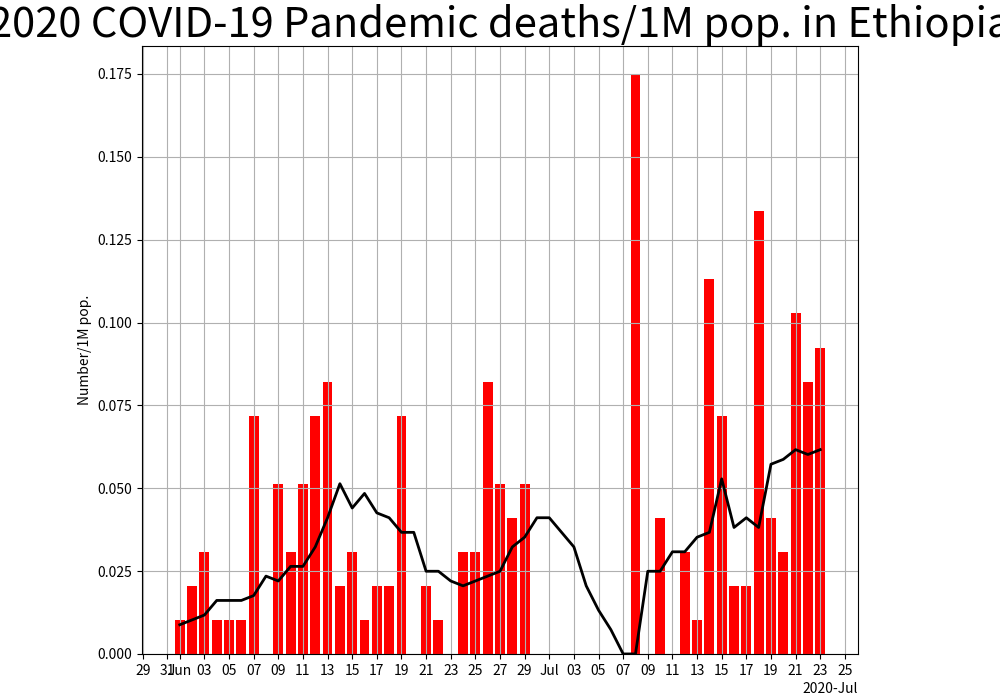 2020 COVID-19 Pandemic deaths/1M pop. in Ethiopia
0.175
0.150
0.125
0.100
0.075
0.050
0.025
0.000
Number/1M pop.
29 31 Jun 03 05 07 09 11 13 15 17 19 21 23 25 27 29 Jul 03 05 07 09 11 13 15 17 19 21 23 25
2020-Jul